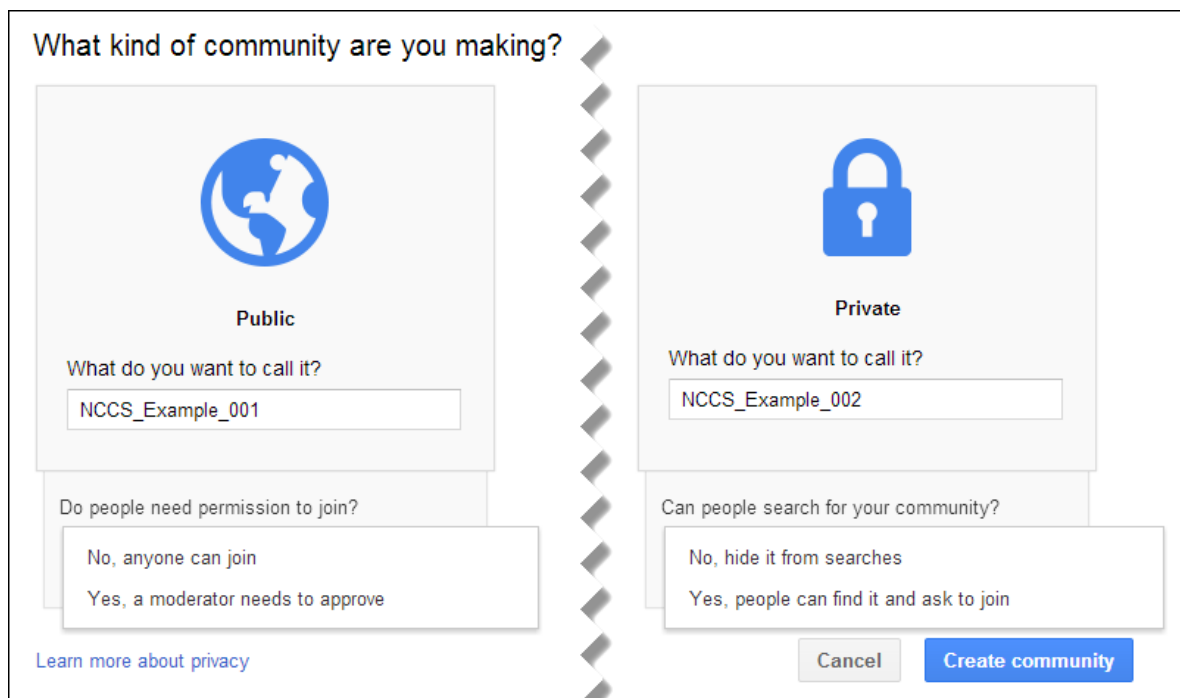 What kind of community are you making?
Public
What do you want to call it?
NCCS_Example_001
Do people need permission to join?
No, anyone can join
Yes, a moderator needs to approve
Learn more about privacy
Private
What do you want to call it?
NCCS_Example_002
Can people search for your community?
No, hide it from searches
Yes, people can find it and ask to join
Cancel
Create community